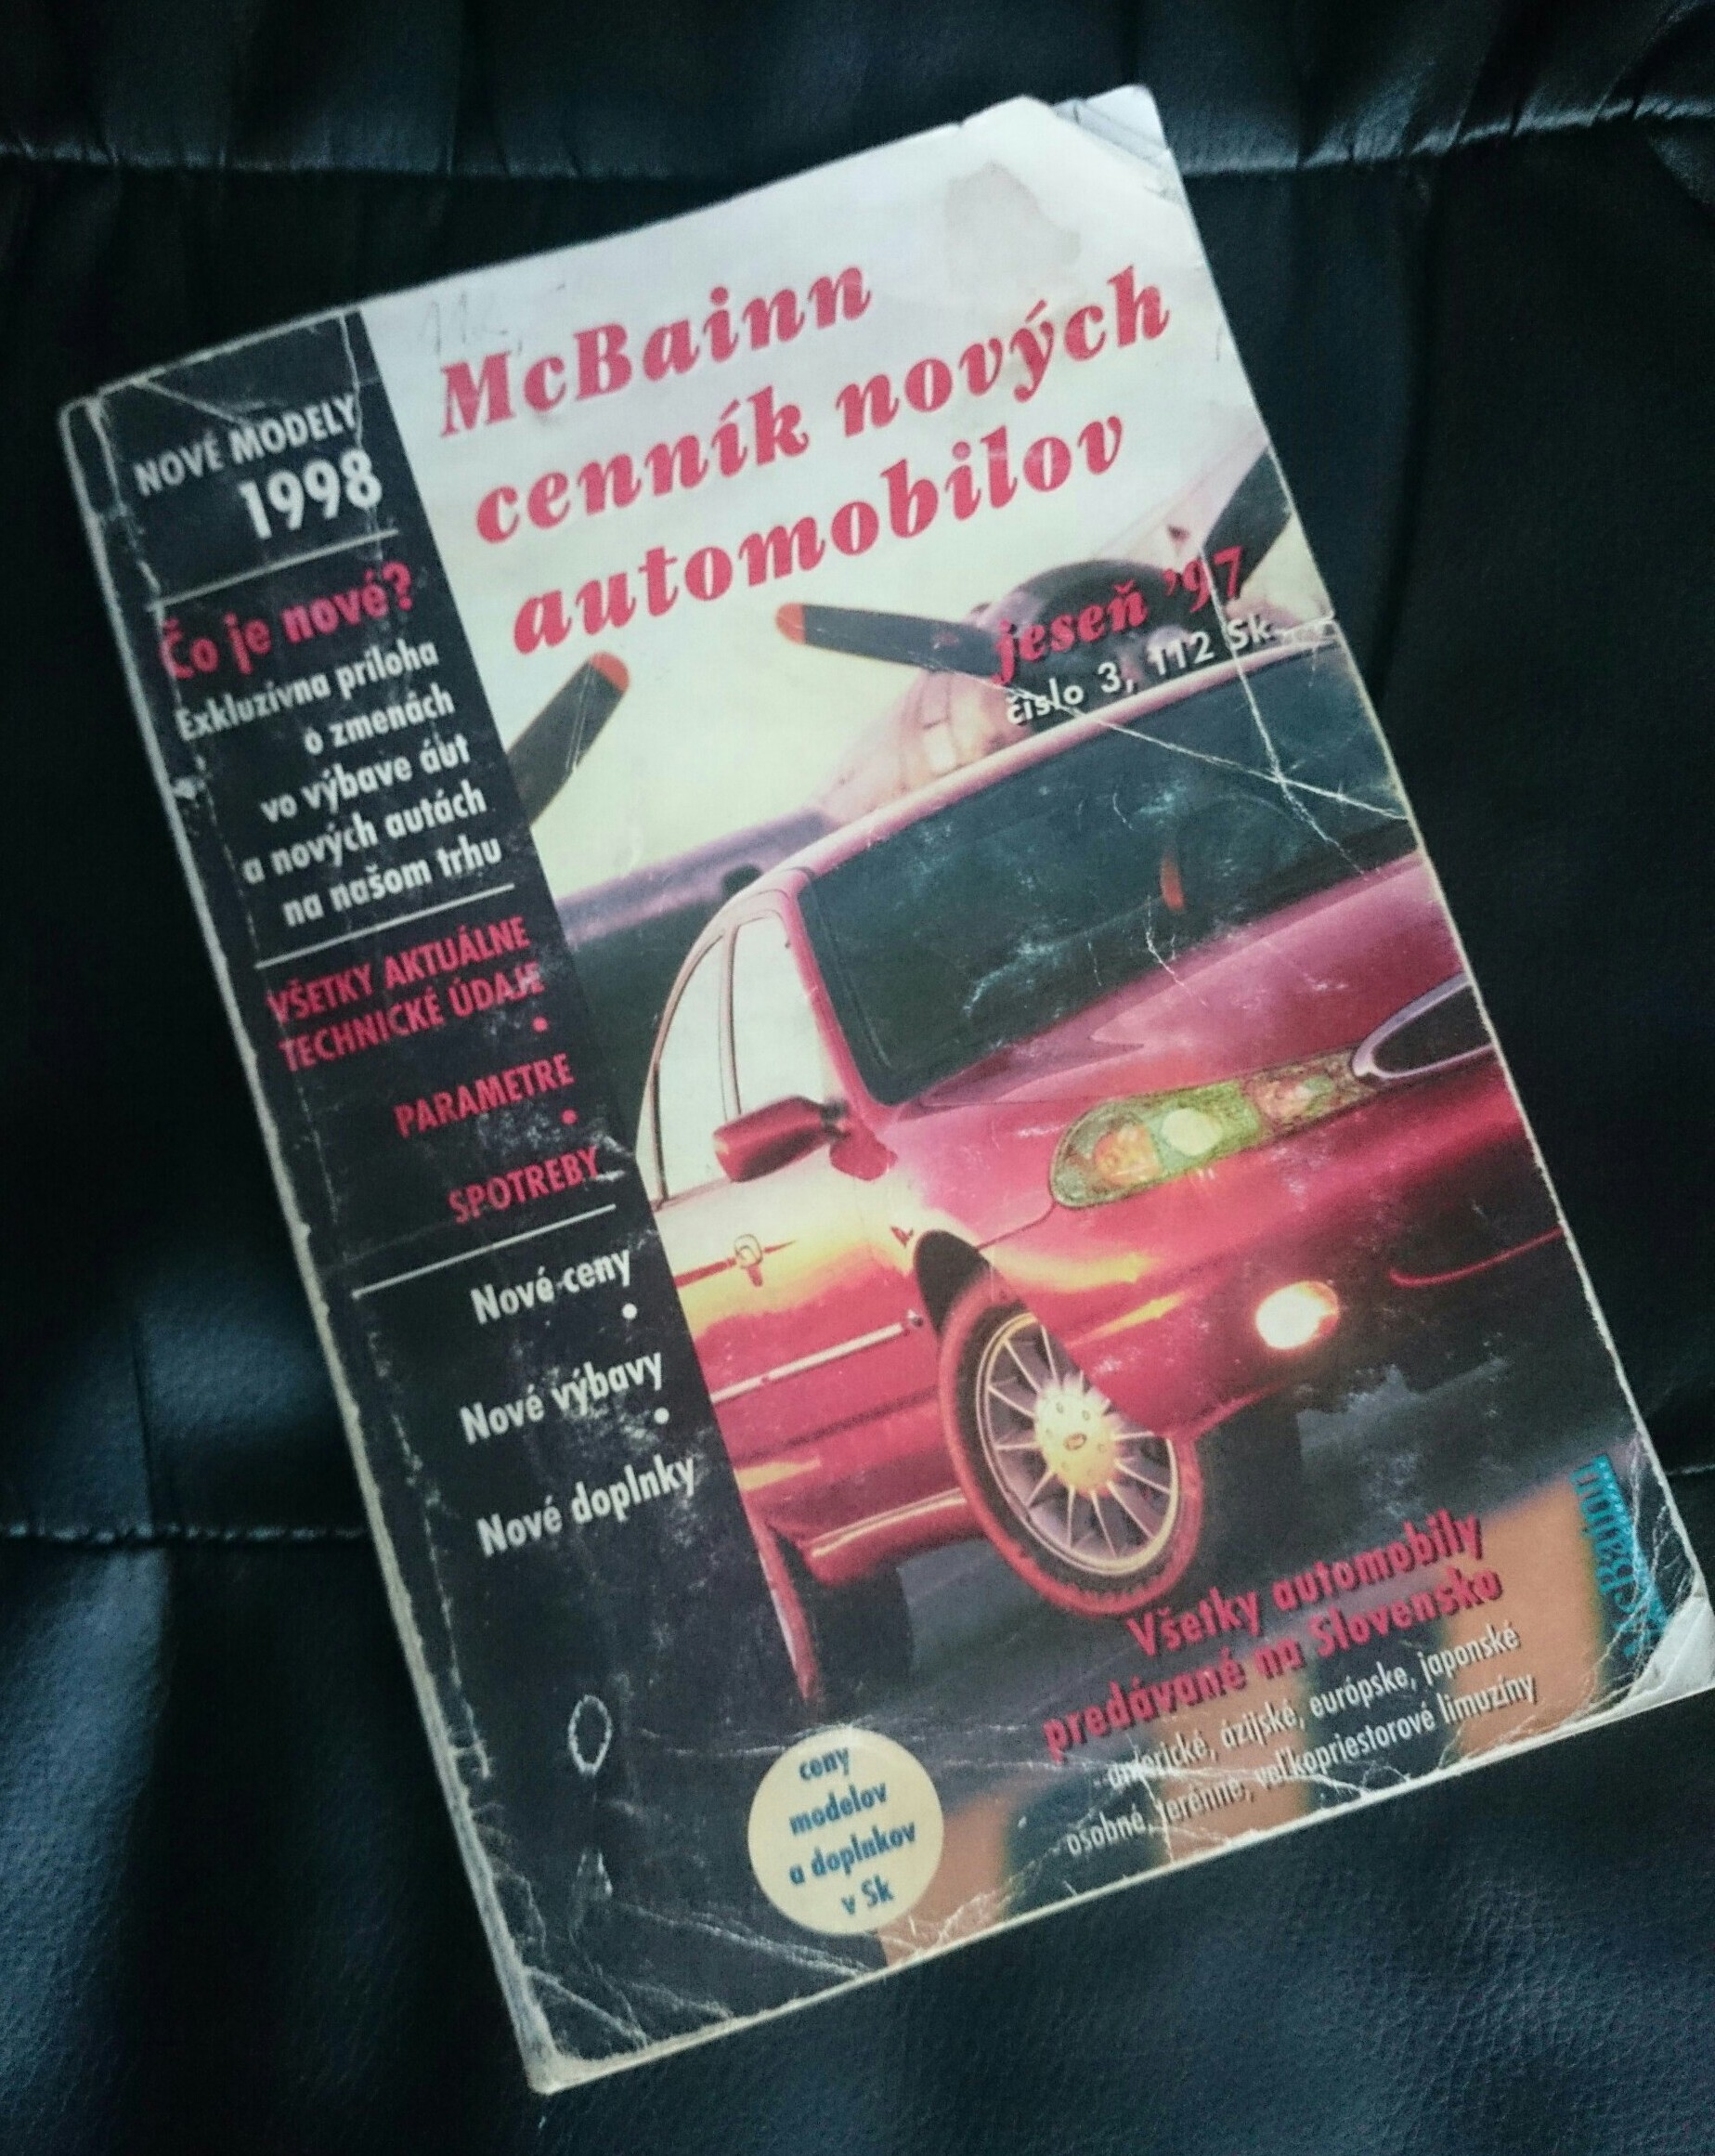 NOVÉ MODELY
1998
Čo je nové?
Exkluzívna príloha
o zmenách
vo výbave áut
a nových autách
na našom trhu
VŠETKY AKTUÁLNE
TECHNICKÉ ÚDAJE
•
PARAMETRE
•
SPOTREBY
Nové ceny
•
Nové výbavy
•
Nové doplnky
McBainn
cenník nových
automobilov
jeseň '97
číslo 3, 112 Sk
Všetky automobily
predávané na Slovensko
americké, ázijské, európske, japonské
osobné, terénne, veľkopriestorové limuzíny
ceny
modelov
a doplnkov
v Sk
McBainn